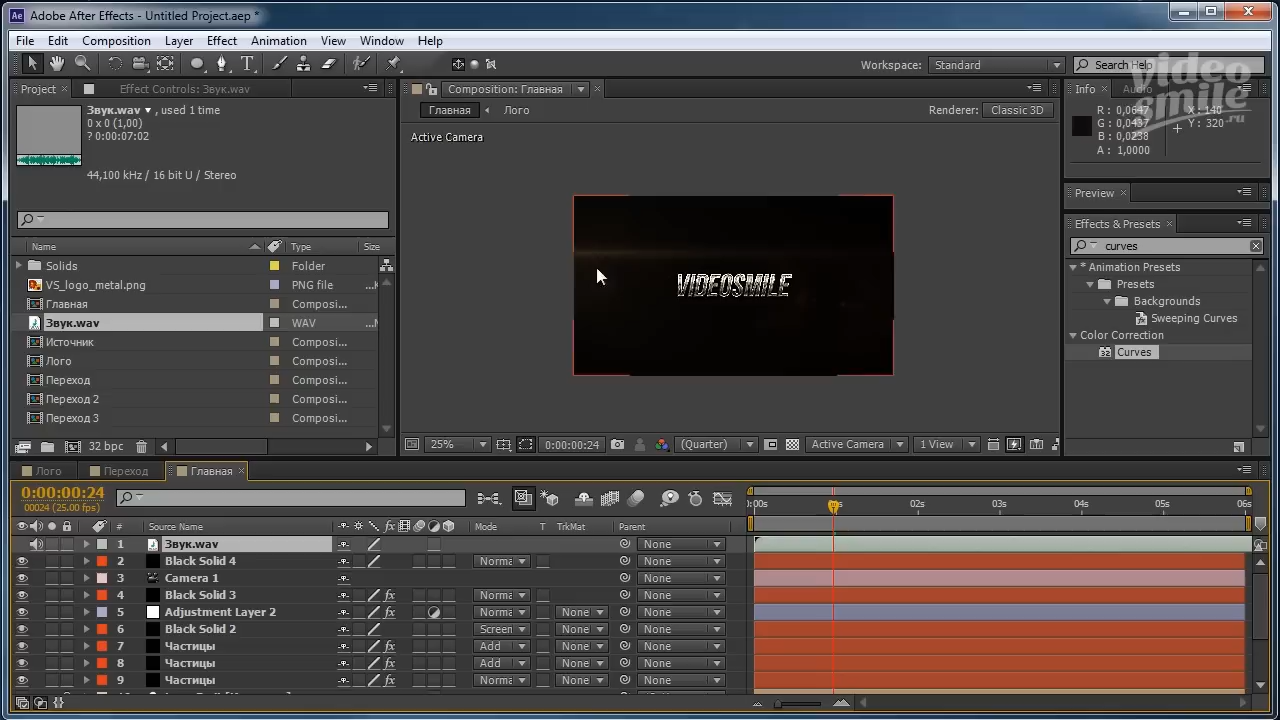 Adobe After Effects - Untitled Project.aep *
File Edit Composition Layer Effect Animation View Window Help
Workspace: Standard Search Help
video
smile
.ru
Project Effect Controls: Звук.wav
Звук.wav , used 1 time
0 x 0 (1,00)
? 0:00:07:02
44,100 kHz / 16 bit U / Stereo
Name Type Size
Solids Folder
VS_logo_metal.png PNG file ...K
Главная Composi...
Звук.wav WAV ...M
Источник Composi...
Лого Composi...
Переход Composi...
Переход 2 Composi...
Переход 3 Composi...
32 bpc
Composition: Главная
Главная Лого Renderer: Classic 3D
Active Camera
VIDEOSMILE
25% 0:00:00:24 (Quarter) Active Camera 1 View
Info Audio
R : 0,0647 X : 140
G : 0,0437 Y : 320
B : 0,0238
A : 1,0000
Preview
Effects & Presets
curves
* Animation Presets
Presets
Backgrounds
Sweeping Curves
Color Correction
Curves
Лого Переход Главная
0:00:00:24
00024 (25.00 fps)
:00s 02s 03s 04s 05s 06s
# Source Name fx Mode T TrkMat Parent
1 Звук.wav None
2 Black Solid 4 Norma None
3 Camera 1 None
4 Black Solid 3 fx Norma None
5 Adjustment Layer 2 fx Norma None None
6 Black Solid 2 Screen None None
7 Частицы fx Add None None
8 Частицы fx Add None None
9 Частицы fx Norma None None